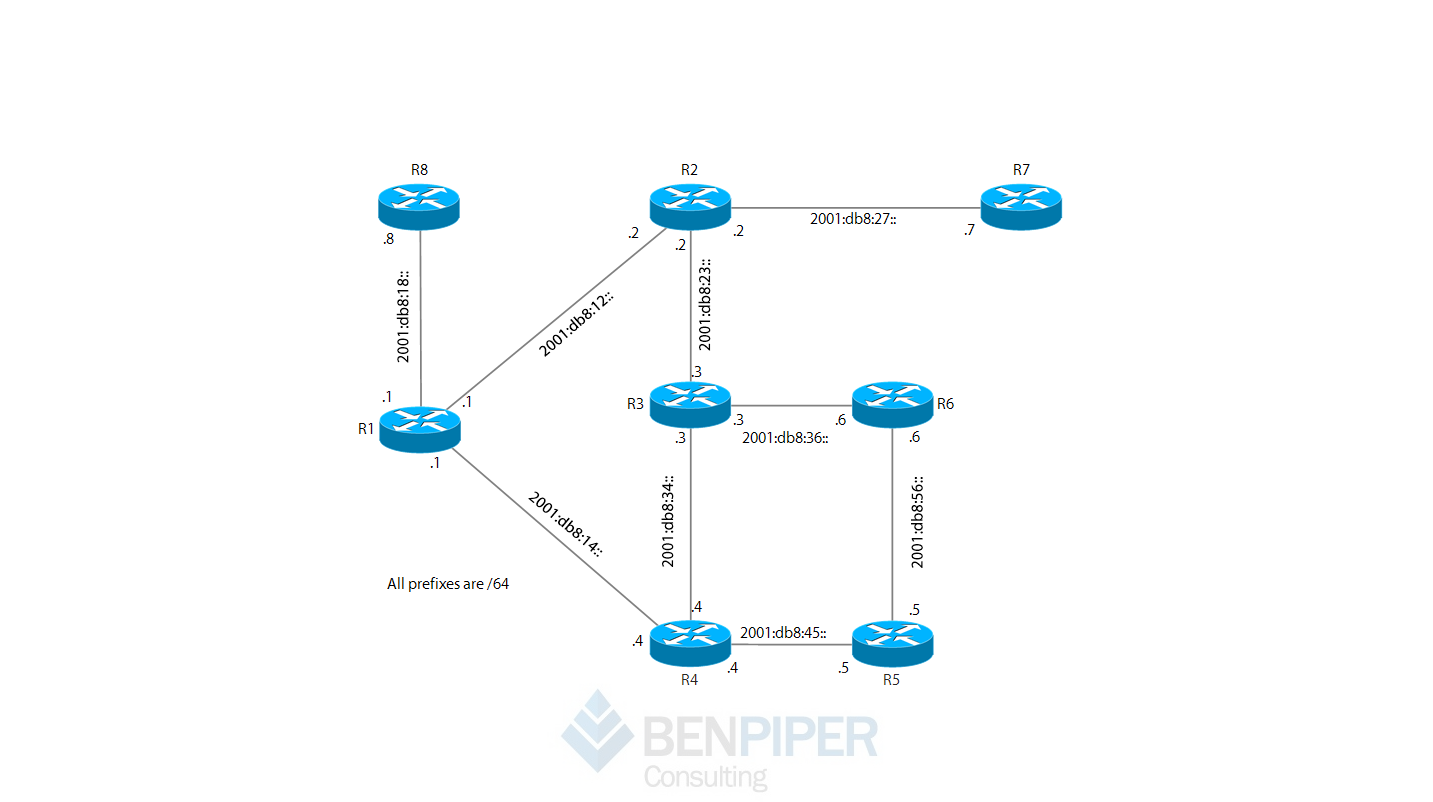 R8
R2
R7
.8
.2
.2
.2
2001:db8:27::
.7
2001:db8:18::
2001:db8:12::
2001:db8:23::
.1
.1
R1
.1
.3
R3
.3
.3
2001:db8:36::
.6
R6
.6
2001:db8:14::
2001:db8:34::
2001:db8:56::
All prefixes are /64
.4
.4
2001:db8:45::
.5
.4
.5
R4
R5
BENPIPER
Consulting